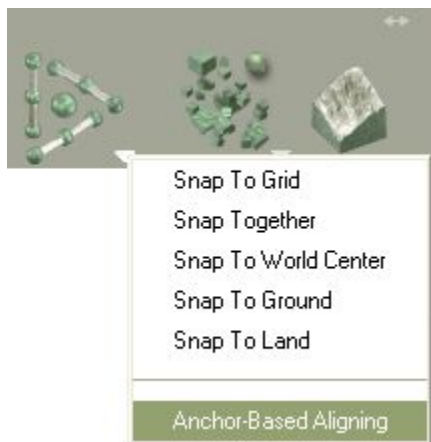 Snap To Grid
Snap Together
Snap To World Center
Snap To Ground
Snap To Land
Anchor-Based Aligning